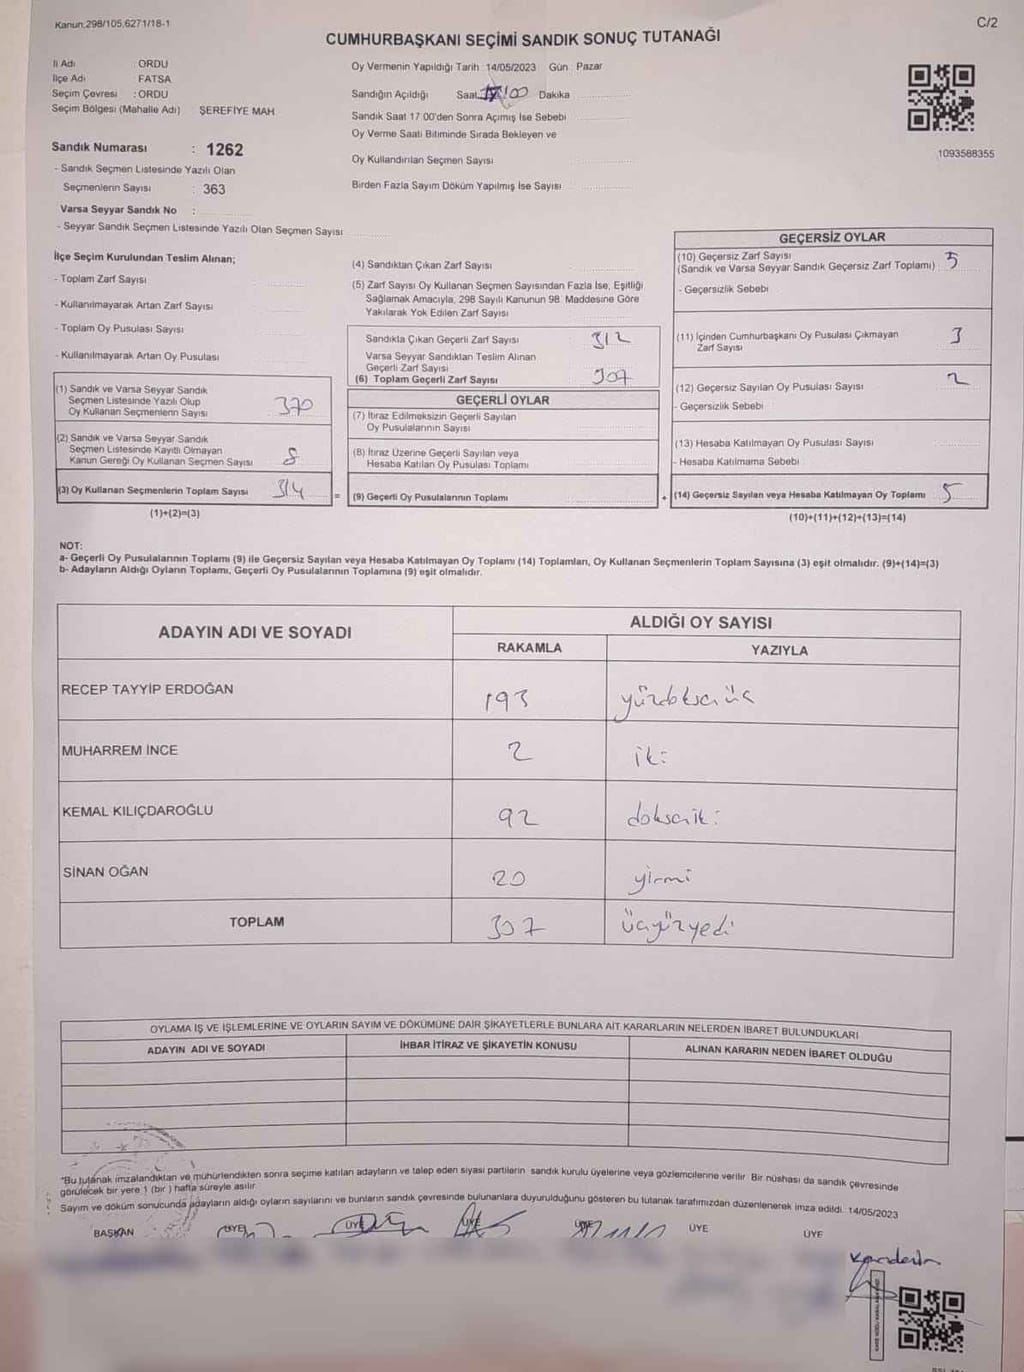 Kanun:298/105,6271/18-1
C/2
CUMHURBAŞKANI SEÇİMİ SANDIK SONUÇ TUTANAĞI
İl Adı : ORDU
İlçe Adı : FATSA
Seçim Çevresi : ORDU
Seçim Bölgesi (Mahalle Adı) ŞEREFİYE MAH
Sandık Numarası : 1262
- Sandık Seçmen Listesinde Yazılı Olan
Seçmenlerin Sayısı : 363
Varsa Seyyar Sandık No :
- Seyyar Sandık Seçmen Listesinde Yazılı Olan Seçmen Sayısı
Oy Vermenin Yapıldığı Tarih : 14/05/2023 Gün : Pazar
Sandığın Açıldığı Saat 00 Dakika
Sandık Saat 17.00'den Sonra Açımış İse Sebebi
Oy Verme Saati Bitiminde Sırada Bekleyen ve
Oy Kullandırılan Seçmen Sayısı
Birden Fazla Sayım Döküm Yapılmış İse Sayısı
1093588355
İlçe Seçim Kurulundan Teslim Alınan;
- Toplam Zarf Sayısı
- Kullanılmayarak Artan Zarf Sayısı
- Toplam Oy Pusulası Sayısı
- Kullanılmayarak Artan Oy Pusulası
(1) Sandık ve Varsa Seyyar Sandık
Seçmen Listesinde Yazılı Olup
Oy Kullanan Seçmenlerin Sayısı 370
(2) Sandık ve Varsa Seyyar Sandık
Seçmen Listesinde Kayıtlı Olmayan
Kanun Gereği Oy Kullanan Seçmen Sayısı 8
(3) Oy Kullanan Seçmenlerin Toplam Sayısı 314
(1)+(2)=(3)
(4) Sandıktan Çıkan Zarf Sayısı
(5) Zarf Sayısı Oy Kullanan Seçmen Sayısından Fazla İse, Eşitliği
Sağlamak Amacıyla, 298 Sayılı Kanunun 98. Maddesine Göre
Yakılarak Yok Edilen Zarf Sayısı
Sandıkta Çıkan Geçerli Zarf Sayısı 312
Varsa Seyyar Sandıktan Teslim Alınan
Geçerli Zarf Sayısı
(6) Toplam Geçerli Zarf Sayısı 307
GEÇERLİ OYLAR
(7) İtiraz Edilmeksizin Geçerli Sayılan
Oy Pusulalarının Sayısı
(8) İtiraz Üzerine Geçerli Sayılan veya
Hesaba Katılan Oy Pusulası Toplamı
= (9) Geçerli Oy Pusulalarının Toplamı
GEÇERSİZ OYLAR
(10) Geçersiz Zarf Sayısı
(Sandık ve Varsa Seyyar Sandık Geçersiz Zarf Toplamı) 5
- Geçersizlik Sebebi
(11) İçinden Cumhurbaşkanı Oy Pusulası Çıkmayan
Zarf Sayısı 3
(12) Geçersiz Sayılan Oy Pusulası Sayısı 2
- Geçersizlik Sebebi
(13) Hesaba Katılmayan Oy Pusulası Sayısı
- Hesaba Katılmama Sebebi
+ (14) Geçersiz Sayılan veya Hesaba Katılmayan Oy Toplamı 5
(10)+(11)+(12)+(13)=(14)
NOT:
a- Geçerli Oy Pusulalarının Toplamı (9) ile Geçersiz Sayılan veya Hesaba Katılmayan Oy Toplamı (14) Toplamları, Oy Kullanan Seçmenlerin Toplam Sayısına (3) eşit olmalıdır. (9)+(14)=(3)
b- Adayların Aldığı Oyların Toplamı, Geçerli Oy Pusulalarının Toplamına (9) eşit olmalıdır.
ADAYIN ADI VE SOYADI
ALDIĞI OY SAYISI
RAKAMLA YAZIYLA
RECEP TAYYİP ERDOĞAN 193 yüzdoksanüç
MUHARREM İNCE 2 iki
KEMAL KILIÇDAROĞLU 92 doksaniki
SİNAN OĞAN 20 yirmi
TOPLAM 307 üçyüzyedi
OYLAMA İŞ VE İŞLEMLERİNE VE OYLARIN SAYIM VE DÖKÜMÜNE DAİR ŞİKAYETLERLE BUNLARA AİT KARARLARIN NELERDEN İBARET BULUNDUKLARI
ADAYIN ADI VE SOYADI İHBAR İTİRAZ VE ŞİKAYETİN KONUSU ALINAN KARARIN NEDEN İBARET OLDUĞU
*Bu tutanak imzalandıktan ve mühürlendikten sonra seçime katılan adayların ve talep eden siyasi partilerin sandık kurulu üyelerine veya gözlemcilerine verilir. Bir nüshası da sandık çevresinde
görülecek bir yere 1 (bir) hafta süreyle asılır.
Sayım ve döküm sonucunda adayların aldığı oyların sayılarını ve bunların sandık çevresinde bulunanlara duyurulduğunu gösteren bu tutanak tarafımızdan düzenlenerek imza edildi. 14/05/2023
BAŞKAN ÜYE ÜYE ÜYE ÜYE ÜYE ÜYE